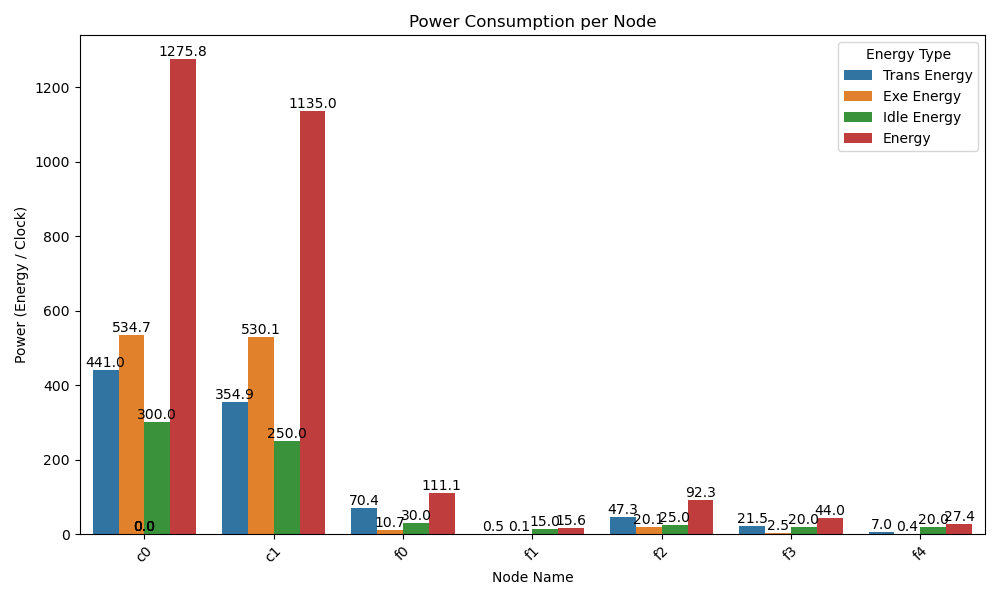 Power Consumption per Node
Power (Energy / Clock)
1200
1000
800
600
400
200
0
Energy Type
Trans Energy
Exe Energy
Idle Energy
Energy
441.0
534.7
300.0
1275.8
0.0
354.9
530.1
250.0
1135.0
70.4
10.7
30.0
111.1
0.5
0.1
15.0
15.6
47.3
20.1
25.0
92.3
21.5
2.5
20.0
44.0
7.0
0.4
20.0
27.4
c0
c1
f0
f1
f2
f3
f4
Node Name